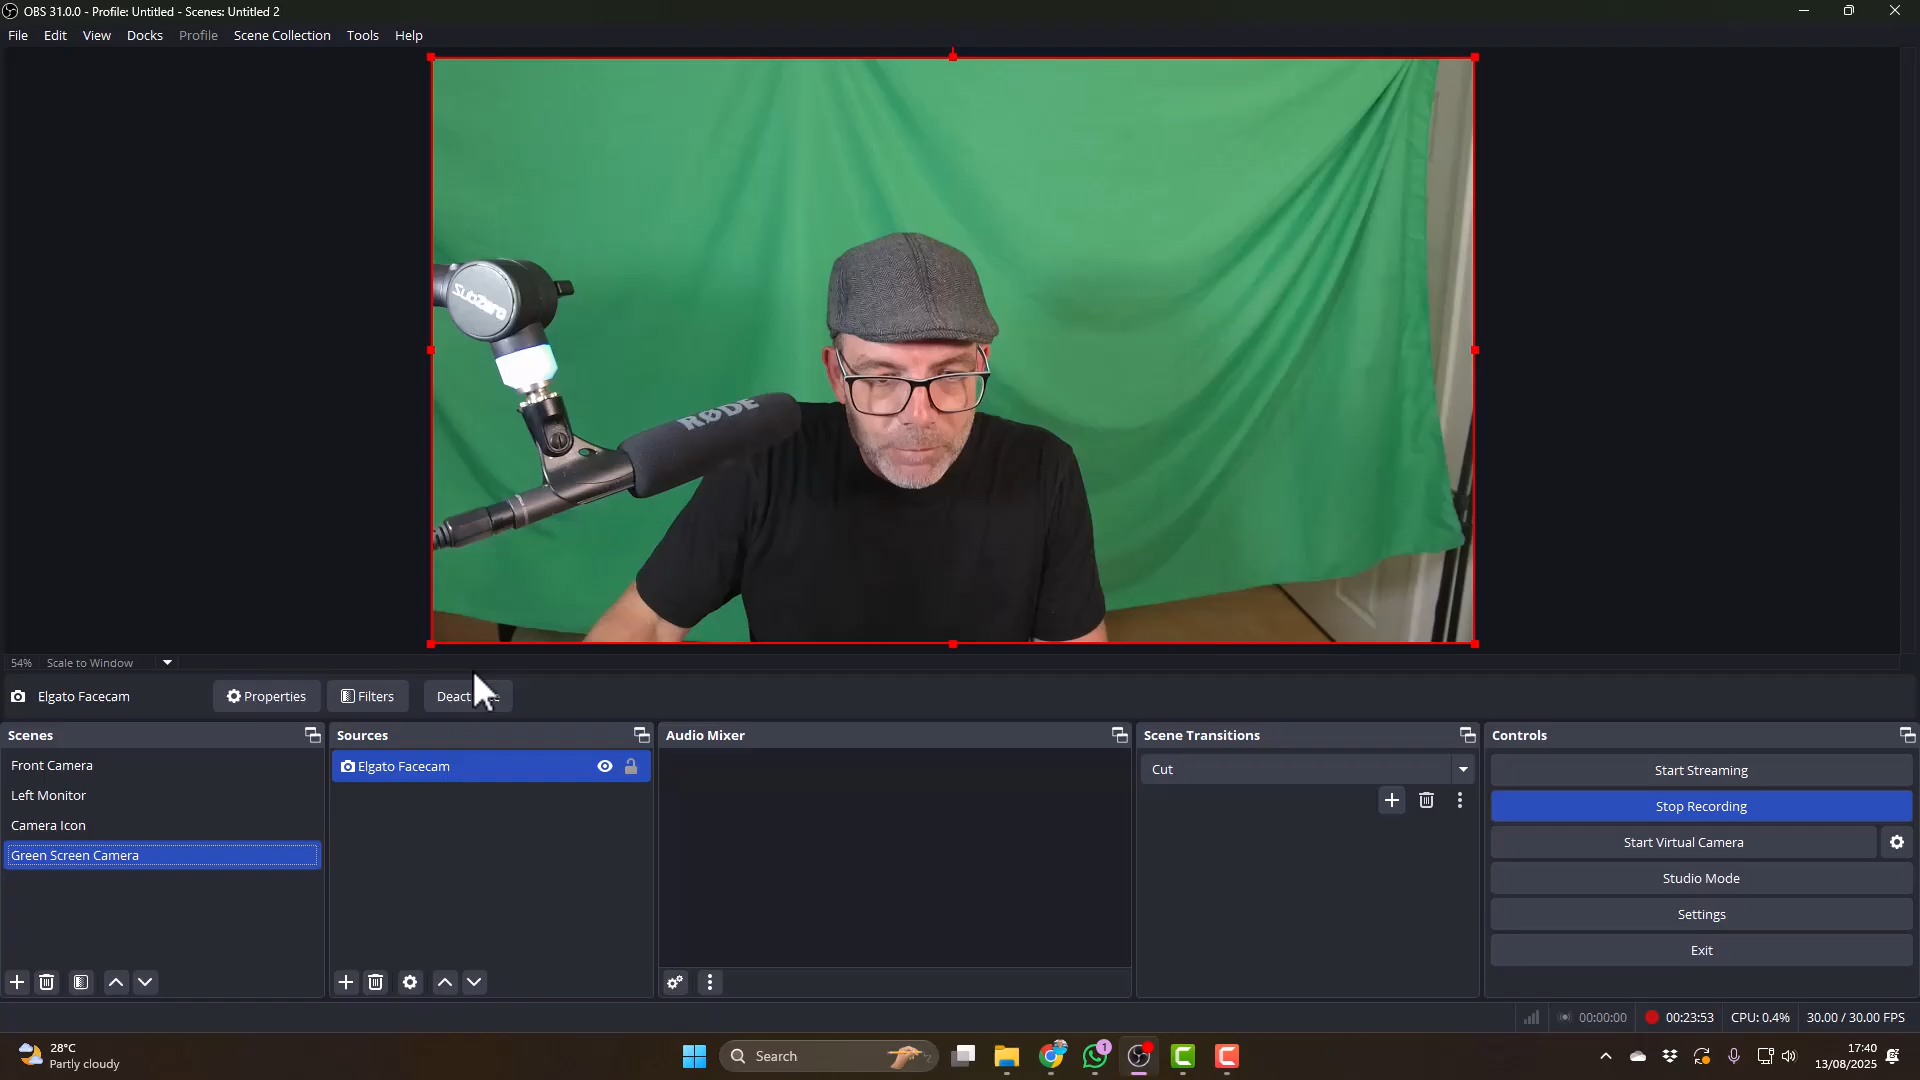 OBS 31.0.0 - Profile: Untitled - Scenes: Untitled 2
File Edit View Docks Profile Scene Collection Tools Help
SubZero
RØDE
54% Scale to Window
Elgato Facecam Properties Filters
Scenes
Front Camera
Left Monitor
Camera Icon
Green Screen Camera
Sources
Elgato Facecam
Audio Mixer
Scene Transitions
Cut
Controls
Start Streaming
Stop Recording
Start Virtual Camera
Studio Mode
Settings
Exit
00:00:00 00:23:53 CPU: 0.4% 30.00 / 30.00 FPS
28°C
Partly cloudy
Search
1
17:40
13/08/2025